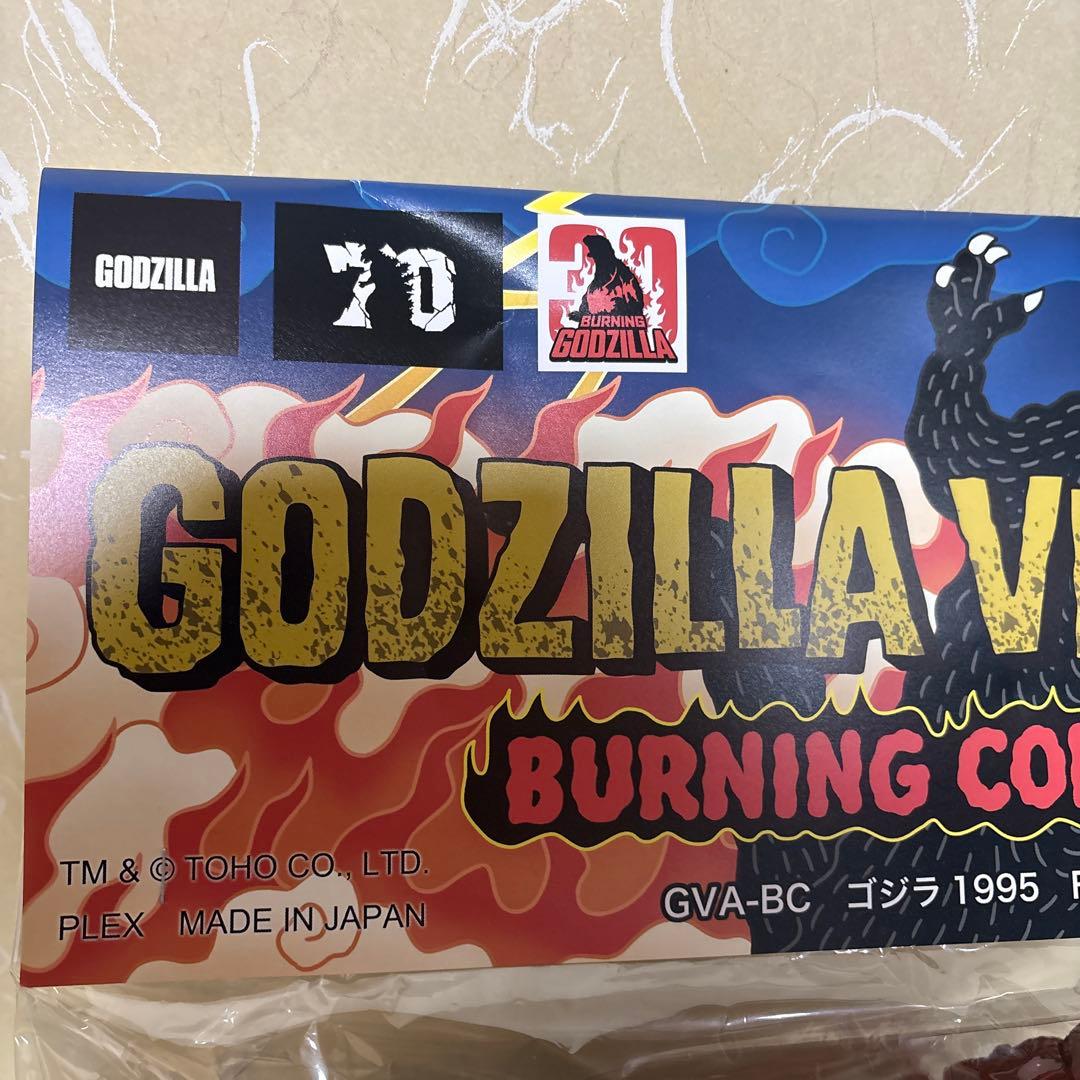 GODZILLA
70
30
BURNING
GODZILLA
GODZILLA
BURNING
TM & © TOHO CO., LTD.
PLEX MADE IN JAPAN
GVA-BC ゴジラ 1995